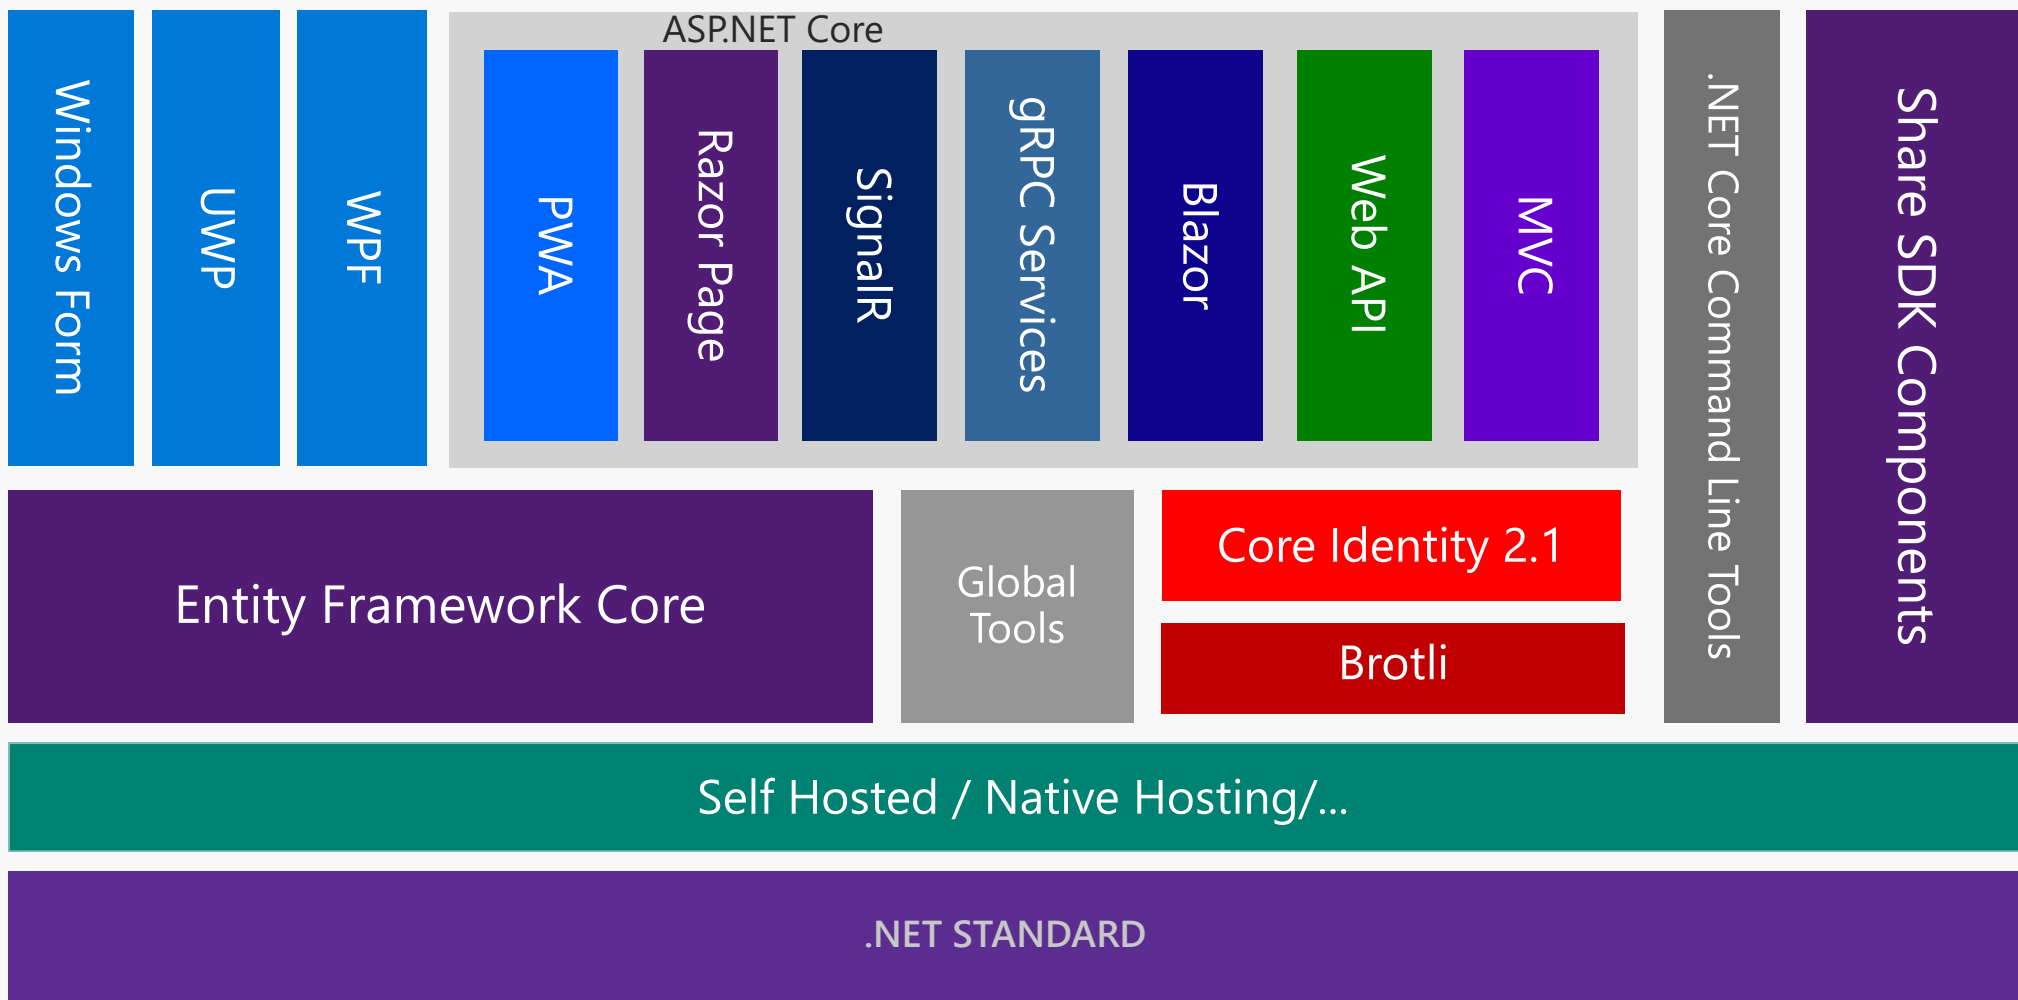 Windows Form
UWP
WPF
ASP.NET Core
PWA
Razor Page
SignalR
gRPC Services
Blazor
Web API
MVC
.NET Core Command Line Tools
Share SDK Components
Entity Framework Core
Global
Tools
Core Identity 2.1
Brotli
Self Hosted / Native Hosting/...
.NET STANDARD